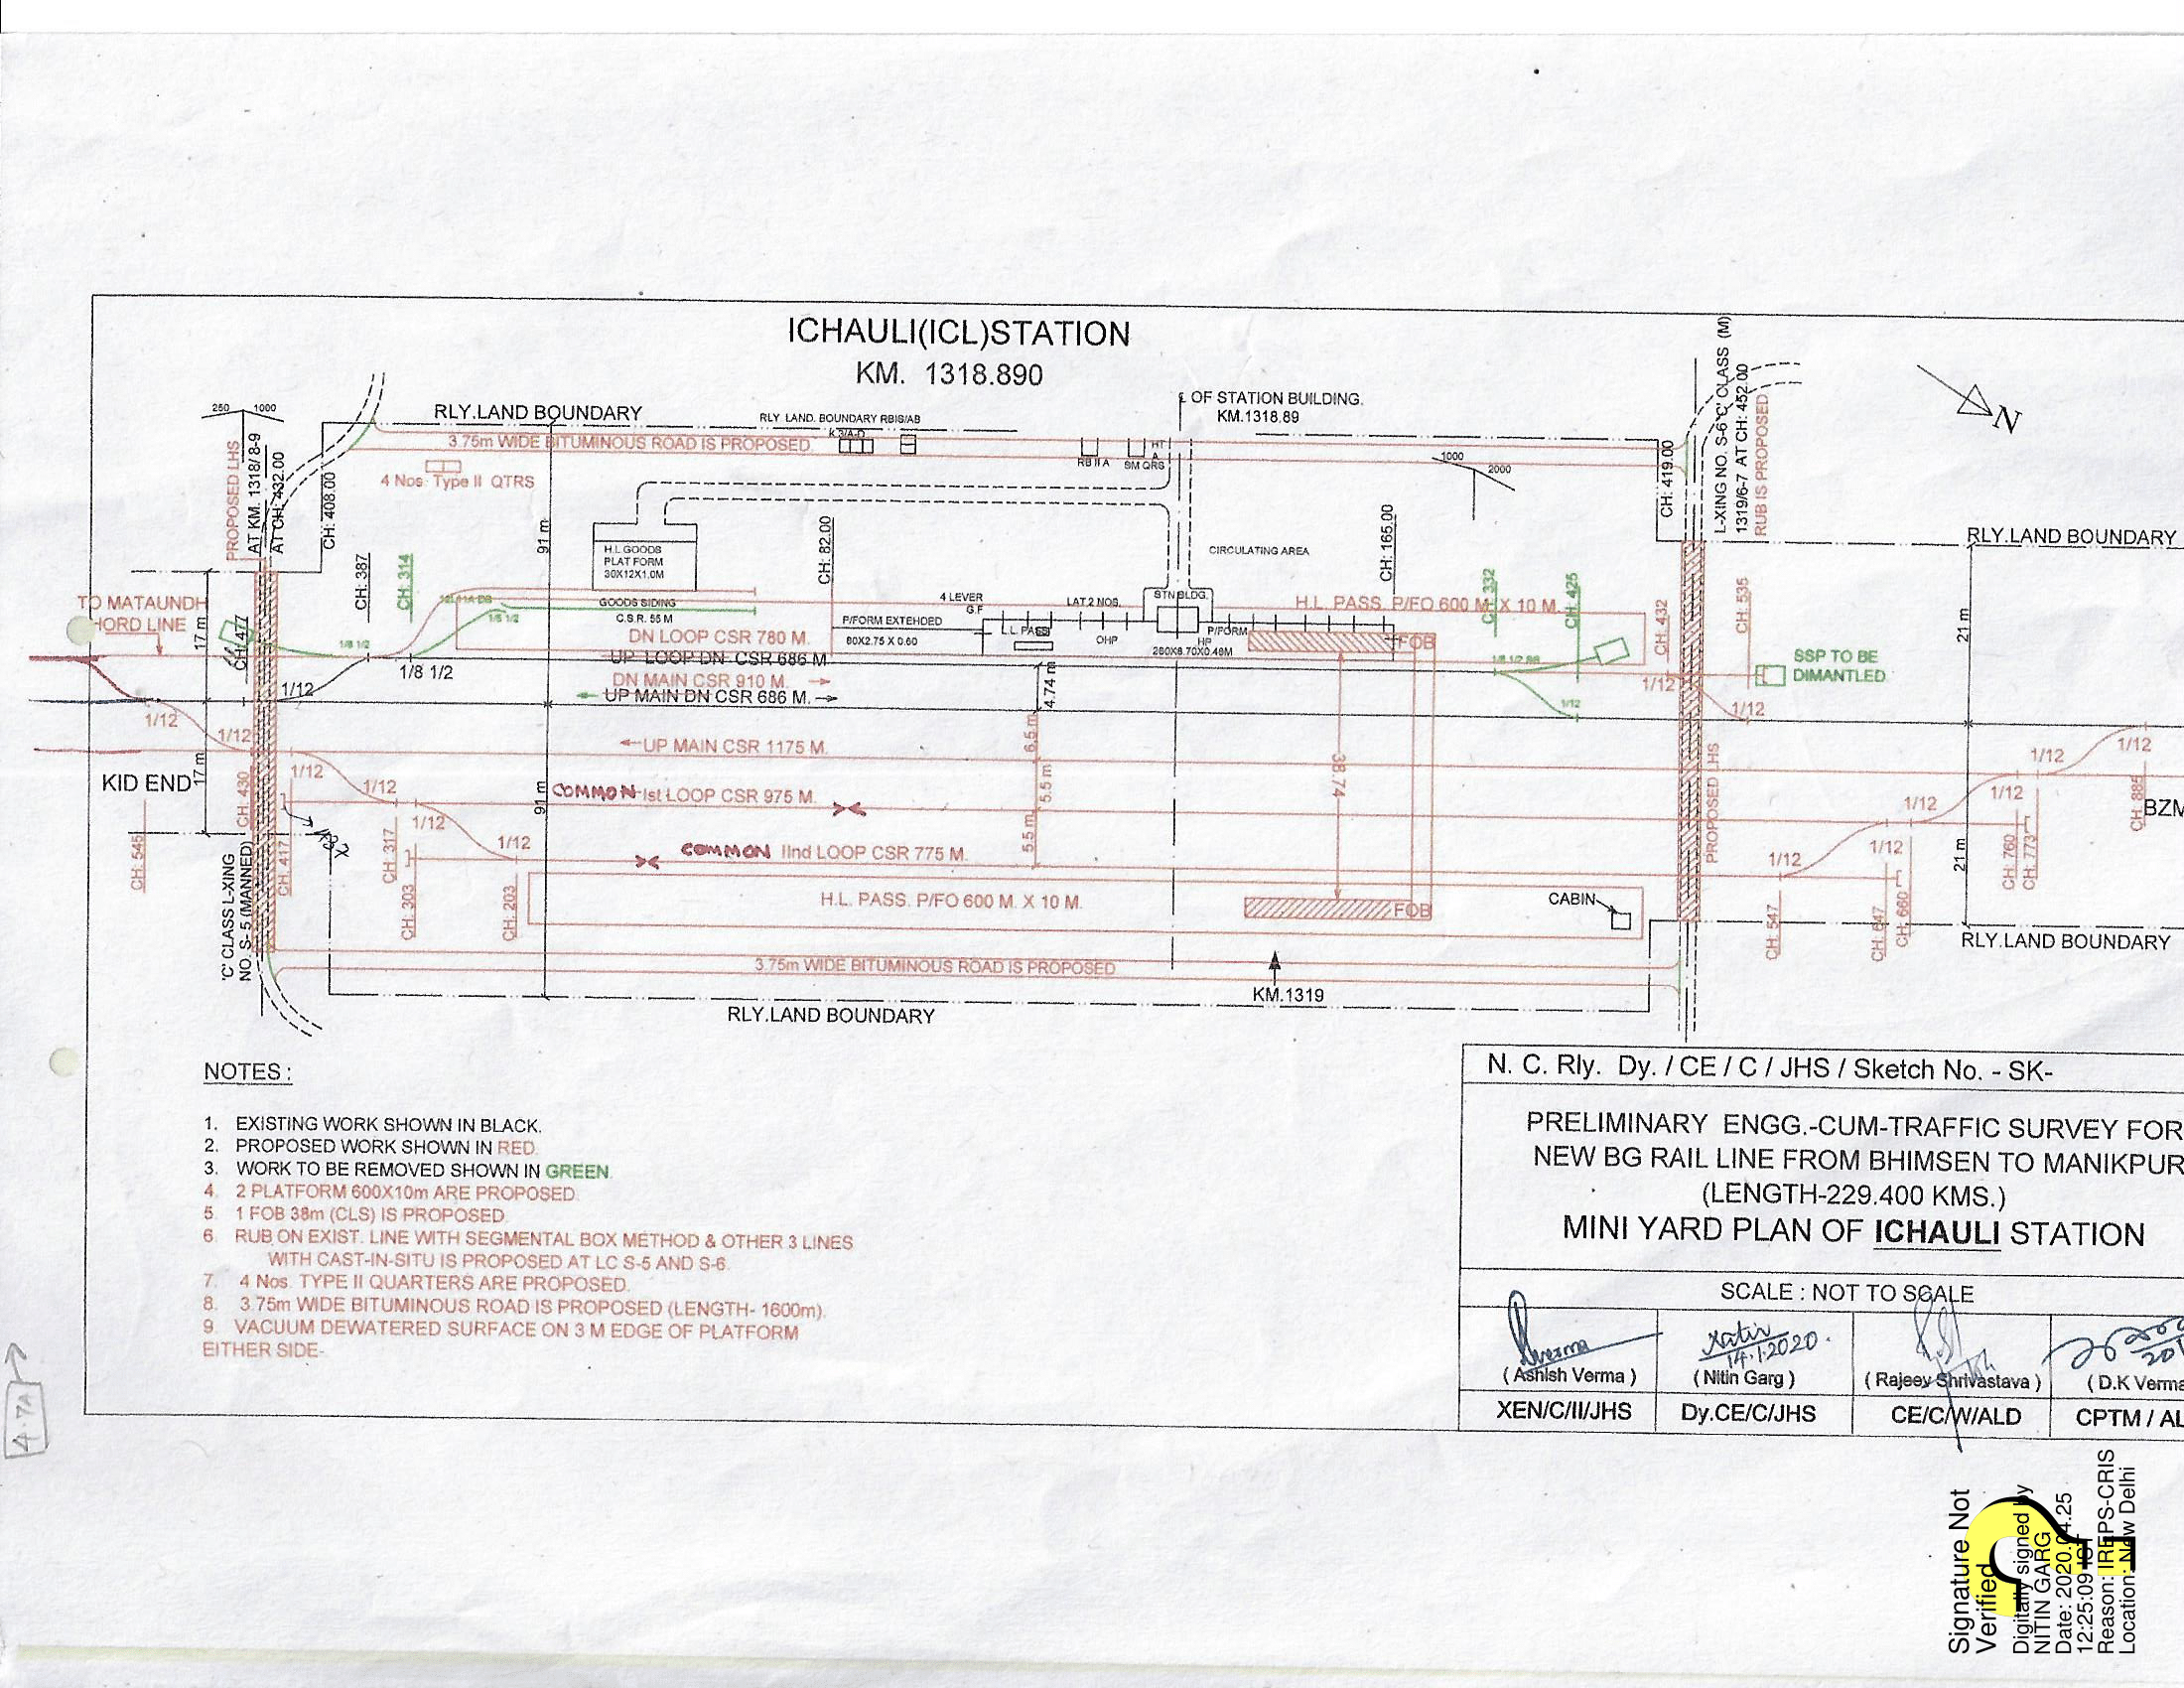 ICHAULI(ICL)STATION
KM. 1318.890
250 1000
RLY.LAND BOUNDARY
RLY. LAND. BOUNDARY RBIS/AB
K 3/A-D
℄ OF STATION BUILDING.
KM.1318.89
3.75m WIDE BITUMINOUS ROAD IS PROPOSED
4 Nos. Type II QTRS
RB II A
SM QRS
HT
A
1000
2000
N
PROPOSED LHS
AT KM. 1318/ 8-9
AT CH: 432.00
CH: 408.00
CH: 387
CH: 314
91 m
CH: 82.00
CH: 165.00
CH: 332
CH: 425
CH: 419.00
L-XING NO. S-6'C' CLASS (M)
1319/6-7 AT CH: 452.00
RUB IS PROPOSED
CH: 432
CH: 535
RLY.LAND BOUNDARY
H.L GOODS
PLAT FORM
30X12X1.0M
CIRCULATING AREA
TO MATAUNDH
HORD LINE
17 m
CH: 477
1/8 1/2
1/8 1/2
GOODS SIDING
C.S.R. 55 M
4 LEVER
G.F
LAT 2 NOS.
STN BLDG.
P/FORM EXTEHDED
80X2.75 X 0.60
L.L. PASS
OHP
HP
P/FORM
H.L. PASS. P/FO 600 M. X 10 M.
FOB
21 m
DN LOOP CSR 780 M.
UP LOOP DN CSR 686 M
DN MAIN CSR 910 M.
UP MAIN DN CSR 686 M.
1/8 1/2
1/12
4.74 m
1/12
1/12
1/12
SSP TO BE
DIMANTLED
1/12
1/12
UP MAIN CSR 1175 M.
6.5 m
1/12
1/12
KID END
17 m
1/12
1/12
COMMON Ist LOOP CSR 975 M.
5.5 m
38.74
1/12
1/12
BZM
CH: 430
91 m
1/12
1/12
COMMON IInd LOOP CSR 775 M.
5.5 m
PROPOSED LHS
1/12
1/12
21 m
CH: 545
CH: 417
437
CH: 317
CH: 303
CH: 203
H.L. PASS. P/FO 600 M. X 10 M.
FOB
CABIN
CH: 547
CH: 647
CH: 660
CH: 760
CH: 773
CH: 885
'C' CLASS L-XING
NO. S- 5 (MANNED)
3.75m WIDE BITUMINOUS ROAD IS PROPOSED
RLY.LAND BOUNDARY
KM.1319
RLY.LAND BOUNDARY
NOTES :
1. EXISTING WORK SHOWN IN BLACK.
2. PROPOSED WORK SHOWN IN RED.
3. WORK TO BE REMOVED SHOWN IN GREEN.
4. 2 PLATFORM 600X10m ARE PROPOSED.
5. 1 FOB 38m (CLS) IS PROPOSED.
6. RUB ON EXIST. LINE WITH SEGMENTAL BOX METHOD & OTHER 3 LINES
WITH CAST-IN-SITU IS PROPOSED AT LC S-5 AND S-6.
7. 4 Nos. TYPE II QUARTERS ARE PROPOSED.
8. 3.75m WIDE BITUMINOUS ROAD IS PROPOSED (LENGTH- 1600m).
9. VACUUM DEWATERED SURFACE ON 3 M EDGE OF PLATFORM
EITHER SIDE-
N. C. Rly. Dy. / CE / C / JHS / Sketch No. - SK-
PRELIMINARY ENGG.-CUM-TRAFFIC SURVEY FOR
NEW BG RAIL LINE FROM BHIMSEN TO MANIKPUR
(LENGTH-229.400 KMS.)
MINI YARD PLAN OF ICHAULI STATION
SCALE : NOT TO SCALE
14.1.2020.
( Ashish Verma ) ( Nitin Garg ) ( Rajeev Shrivastava ) ( D.K Verma
XEN/C/II/JHS Dy.CE/C/JHS CE/C/W/ALD CPTM / AL
4.7A
Signature Not
Verified
Digitally signed by
NITIN GARG
Date: 2020.04.25
12:25:09 IST
Reason: IREPS-CRIS
Location: New Delhi